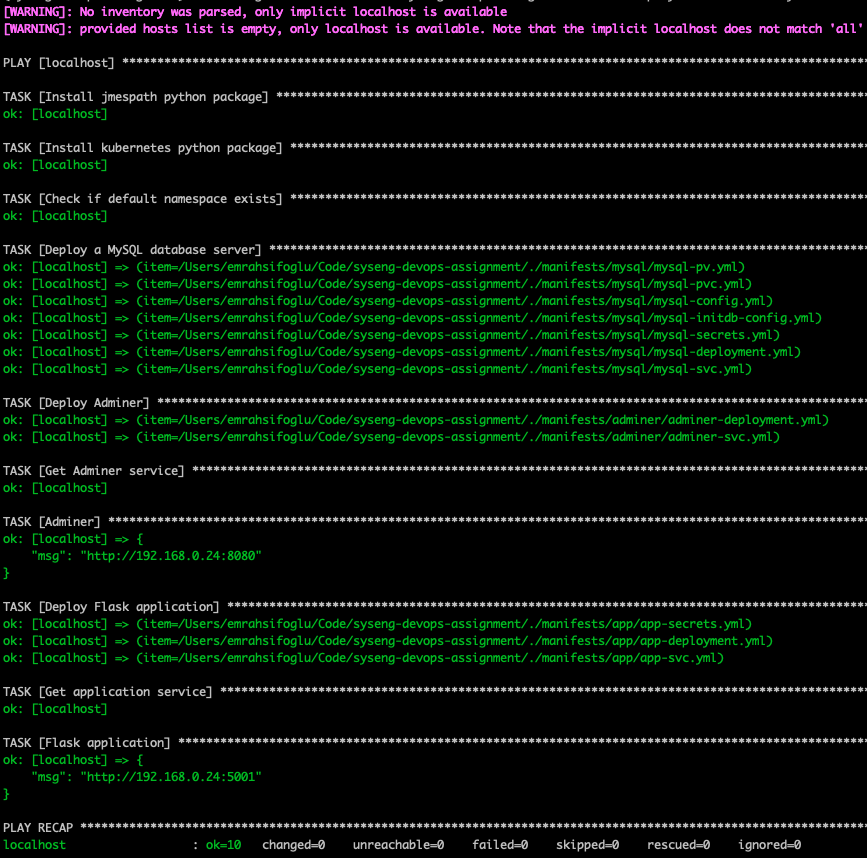 [WARNING]: No inventory was parsed, only implicit localhost is available
[WARNING]: provided hosts list is empty, only localhost is available. Note that the implicit localhost does not match 'all'
PLAY [localhost] **********************************************************************************************************
TASK [Install jmespath python package] ************************************************************************************
ok: [localhost]
TASK [Install kubernetes python package] **********************************************************************************
ok: [localhost]
TASK [Check if default namespace exists] **********************************************************************************
ok: [localhost]
TASK [Deploy a MySQL database server] *************************************************************************************
ok: [localhost] => (item=/Users/emrahsifoglu/Code/syseng-devops-assignment/./manifests/mysql/mysql-pv.yml)
ok: [localhost] => (item=/Users/emrahsifoglu/Code/syseng-devops-assignment/./manifests/mysql/mysql-pvc.yml)
ok: [localhost] => (item=/Users/emrahsifoglu/Code/syseng-devops-assignment/./manifests/mysql/mysql-config.yml)
ok: [localhost] => (item=/Users/emrahsifoglu/Code/syseng-devops-assignment/./manifests/mysql/mysql-initdb-config.yml)
ok: [localhost] => (item=/Users/emrahsifoglu/Code/syseng-devops-assignment/./manifests/mysql/mysql-secrets.yml)
ok: [localhost] => (item=/Users/emrahsifoglu/Code/syseng-devops-assignment/./manifests/mysql/mysql-deployment.yml)
ok: [localhost] => (item=/Users/emrahsifoglu/Code/syseng-devops-assignment/./manifests/mysql/mysql-svc.yml)
TASK [Deploy Adminer] *****************************************************************************************************
ok: [localhost] => (item=/Users/emrahsifoglu/Code/syseng-devops-assignment/./manifests/adminer/adminer-deployment.yml)
ok: [localhost] => (item=/Users/emrahsifoglu/Code/syseng-devops-assignment/./manifests/adminer/adminer-svc.yml)
TASK [Get Adminer service] ************************************************************************************************
ok: [localhost]
TASK [Adminer] ************************************************************************************************************
ok: [localhost] => {
    "msg": "http://192.168.0.24:8080"
}
TASK [Deploy Flask application] *******************************************************************************************
ok: [localhost] => (item=/Users/emrahsifoglu/Code/syseng-devops-assignment/./manifests/app/app-secrets.yml)
ok: [localhost] => (item=/Users/emrahsifoglu/Code/syseng-devops-assignment/./manifests/app/app-deployment.yml)
ok: [localhost] => (item=/Users/emrahsifoglu/Code/syseng-devops-assignment/./manifests/app/app-svc.yml)
TASK [Get application service] ********************************************************************************************
ok: [localhost]
TASK [Flask application] **************************************************************************************************
ok: [localhost] => {
    "msg": "http://192.168.0.24:5001"
}
PLAY RECAP ****************************************************************************************************************
localhost                  : ok=10   changed=0    unreachable=0    failed=0    skipped=0    rescued=0    ignored=0